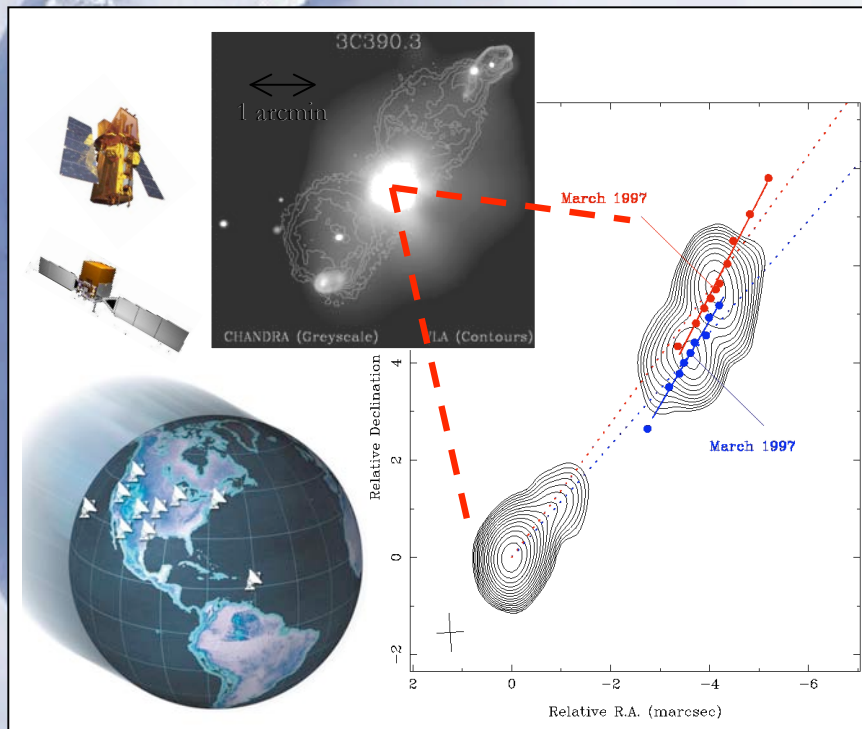 3C390.3
1 arcmin
CHANDRA (Greyscale)
VLA (Contours)
March 1997
March 1997
Relative Declination
4
2
0
-2
2
0
-2
-4
-6
Relative R.A. (marcsec)